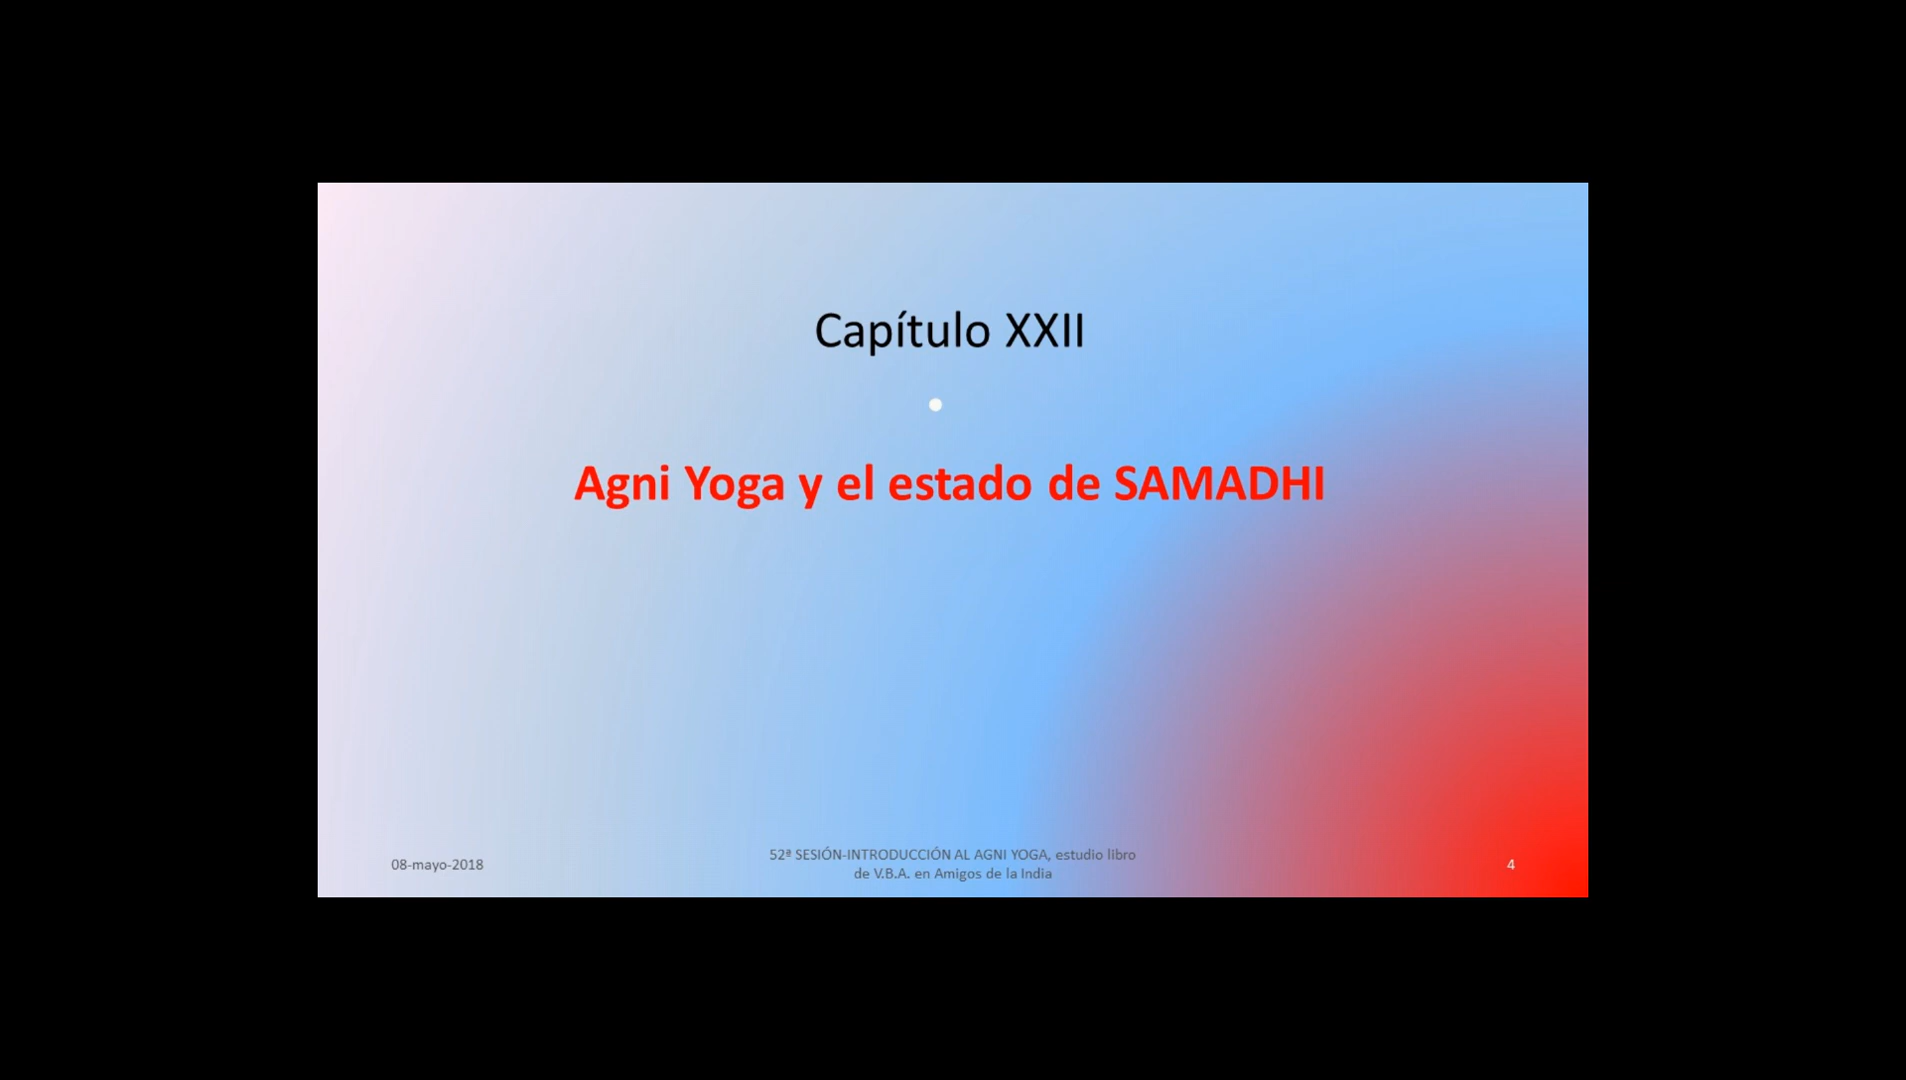 Capítulo XXII
Agni Yoga y el estado de SAMADHI
08-mayo-2018
52ª SESIÓN-INTRODUCCIÓN AL AGNI YOGA, estudio libro
de V.B.A. en Amigos de la India
4